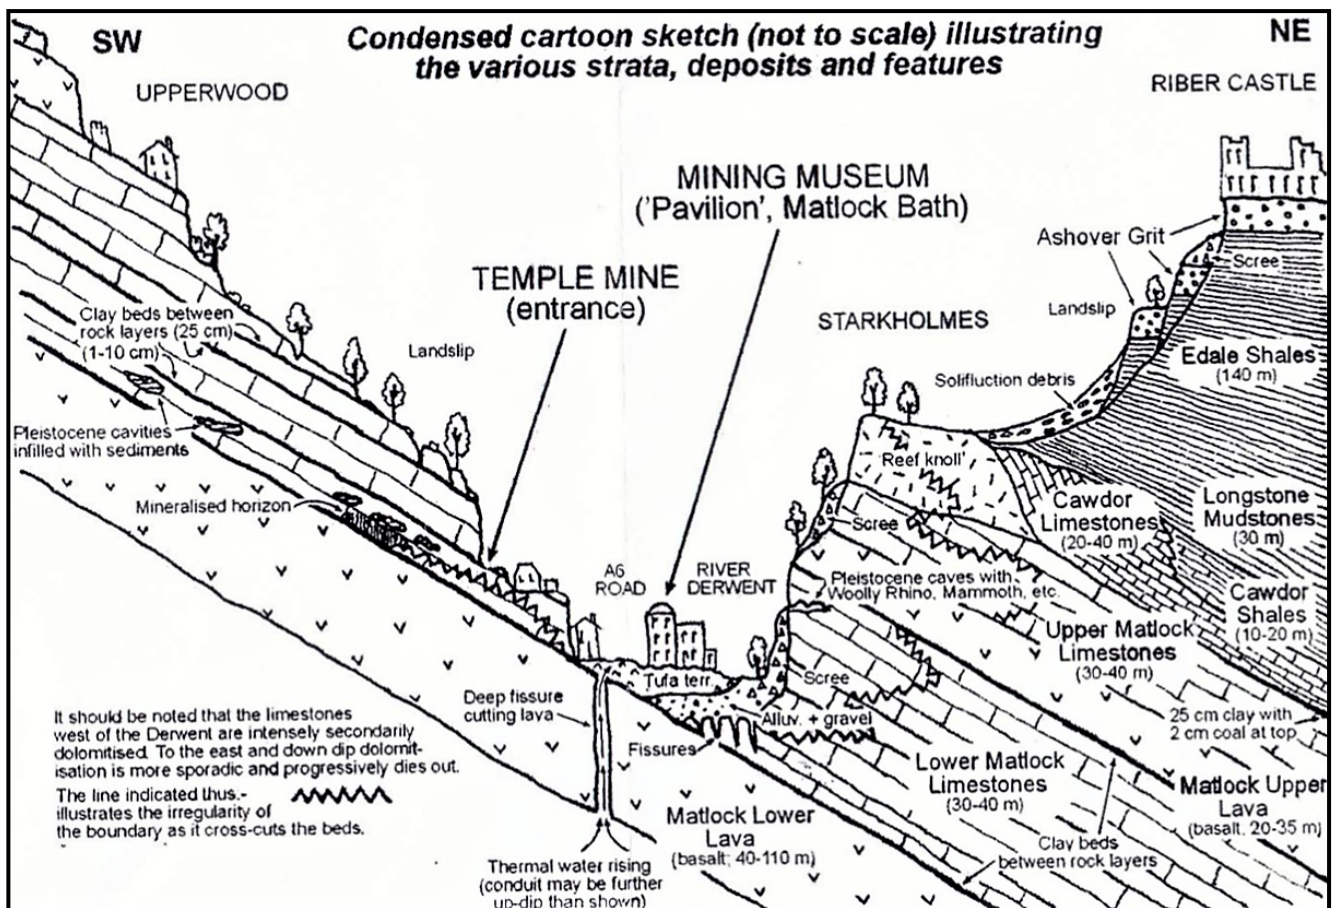 SW
Condensed cartoon sketch (not to scale) illustrating
the various strata, deposits and features
NE
UPPERWOOD
RIBER CASTLE
MINING MUSEUM
('Pavilion', Matlock Bath)
Ashover Grit
Scree
TEMPLE MINE
(entrance)
Landslip
STARKHOLMES
Clay beds between
rock layers (25 cm)
(1-10 cm)
Landslip
Edale Shales
(140 m)
Solifluction debris
Pleistocene cavities
infilled with sediments
'Reef knoll'
Mineralised horizon
Cawdor
Limestones
(20-40 m)
Longstone
Mudstones
(30 m)
Scree
A6
ROAD
RIVER
DERWENT
Pleistocene caves with
Woolly Rhino, Mammoth, etc.
Cawdor
Shales
(10-20 m)
Upper Matlock
Limestones
(30-40 m)
Tufa terr.
Scree
Deep fissure
cutting lava
Alluv. + gravel
25 cm clay with
2 cm coal at top
Fissures
It should be noted that the limestones
west of the Derwent are intensely secondarily
dolomitised. To the east and down dip dolomit-
isation is more sporadic and progressively dies out.
The line indicated thus:-
illustrates the irregularity of
the boundary as it cross-cuts the beds.
Lower Matlock
Limestones
(30-40 m)
Matlock Upper
Lava
(basalt, 20-35 m)
Matlock Lower
Lava
(basalt; 40-110 m)
Clay beds
between rock layers
Thermal water rising
(conduit may be further
up-dip than shown)